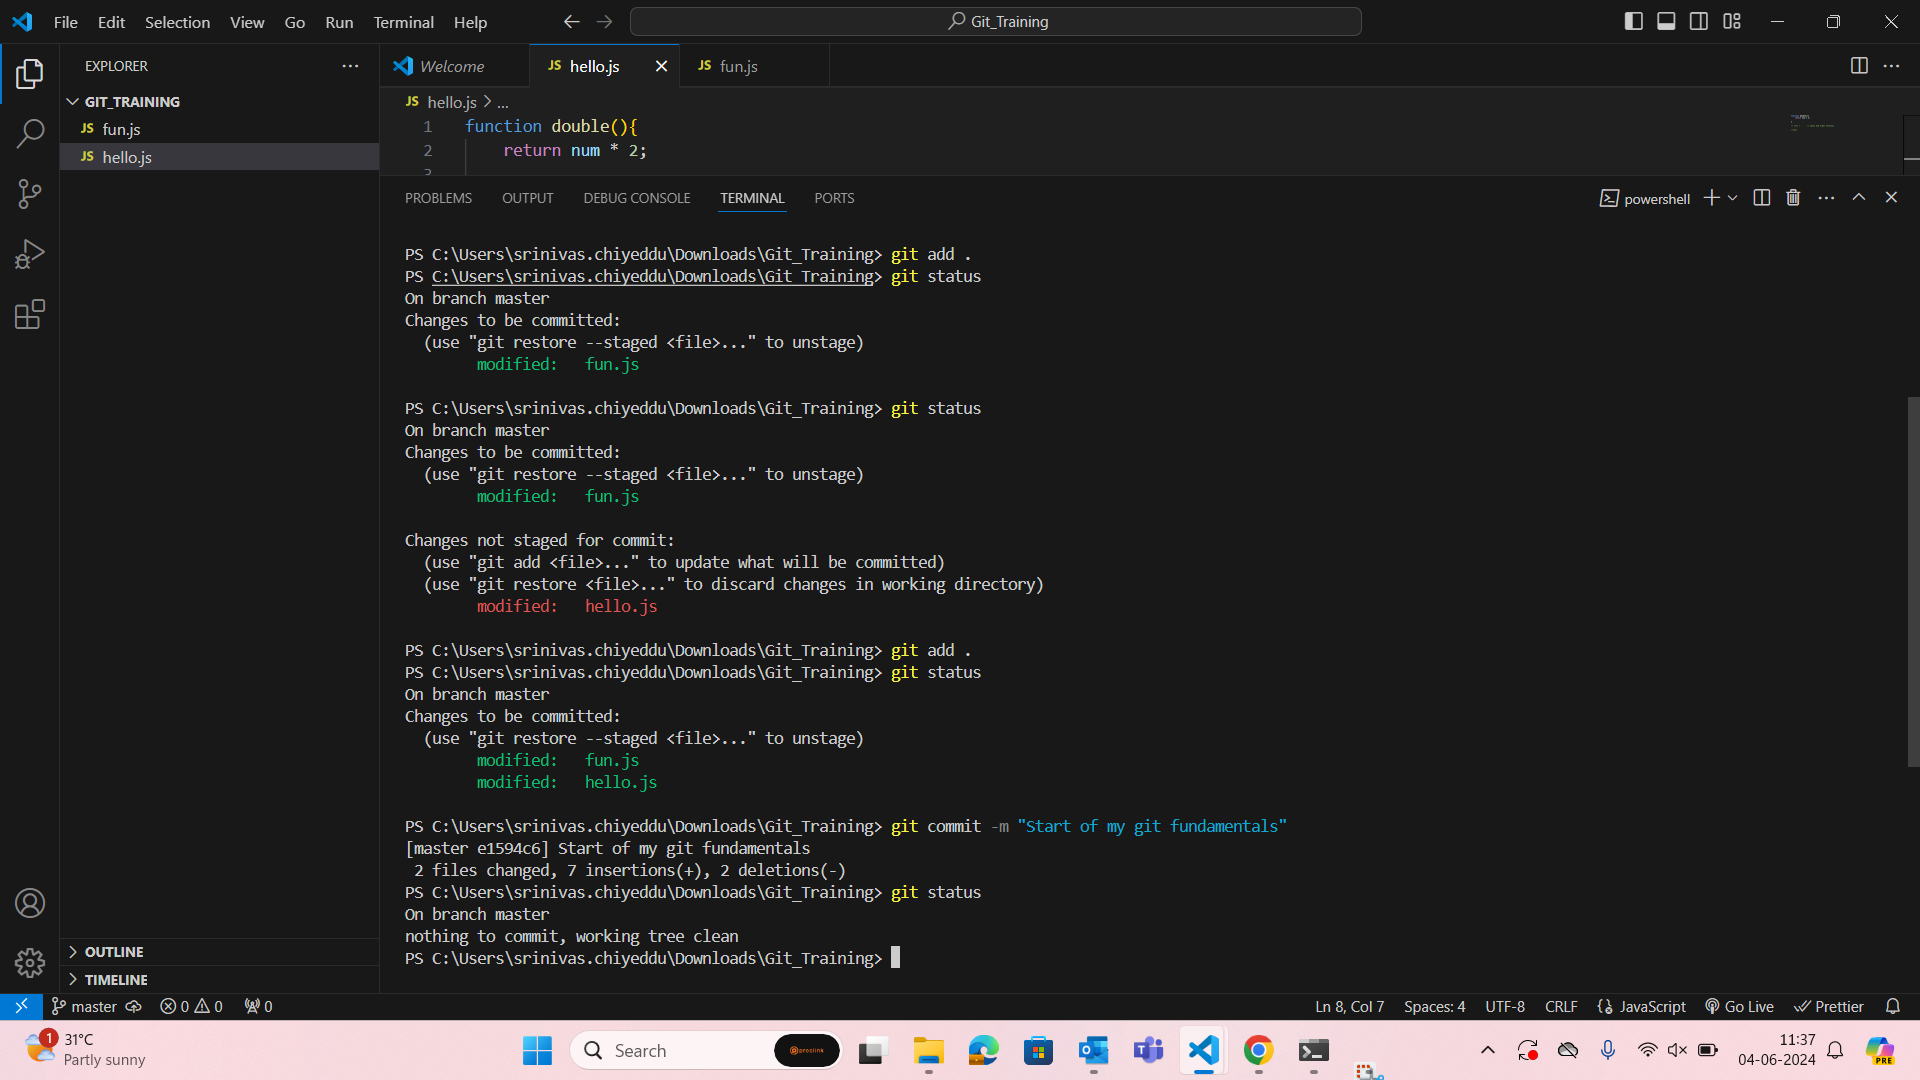 File Edit Selection View Go Run Terminal Help
Git_Training
EXPLORER
GIT_TRAINING
JS fun.js
JS hello.js
OUTLINE
TIMELINE
Welcome
JS hello.js
JS fun.js
JS hello.js > ...
1 function double(){
2 return num * 2;
3
PROBLEMS OUTPUT DEBUG CONSOLE TERMINAL PORTS
powershell
PS C:\Users\srinivas.chiyeddu\Downloads\Git_Training> git add .
PS C:\Users\srinivas.chiyeddu\Downloads\Git_Training> git status
On branch master
Changes to be committed:
(use "git restore --staged <file>..." to unstage)
modified: fun.js
PS C:\Users\srinivas.chiyeddu\Downloads\Git_Training> git status
On branch master
Changes to be committed:
(use "git restore --staged <file>..." to unstage)
modified: fun.js
Changes not staged for commit:
(use "git add <file>..." to update what will be committed)
(use "git restore <file>..." to discard changes in working directory)
modified: hello.js
PS C:\Users\srinivas.chiyeddu\Downloads\Git_Training> git add .
PS C:\Users\srinivas.chiyeddu\Downloads\Git_Training> git status
On branch master
Changes to be committed:
(use "git restore --staged <file>..." to unstage)
modified: fun.js
modified: hello.js
PS C:\Users\srinivas.chiyeddu\Downloads\Git_Training> git commit -m "Start of my git fundamentals"
[master e1594c6] Start of my git fundamentals
2 files changed, 7 insertions(+), 2 deletions(-)
PS C:\Users\srinivas.chiyeddu\Downloads\Git_Training> git status
On branch master
nothing to commit, working tree clean
PS C:\Users\srinivas.chiyeddu\Downloads\Git_Training>
master 0 0 0
Ln 8, Col 7 Spaces: 4 UTF-8 CRLF {} JavaScript Go Live Prettier
1
31°C
Partly sunny
Search
11:37
04-06-2024
PRE